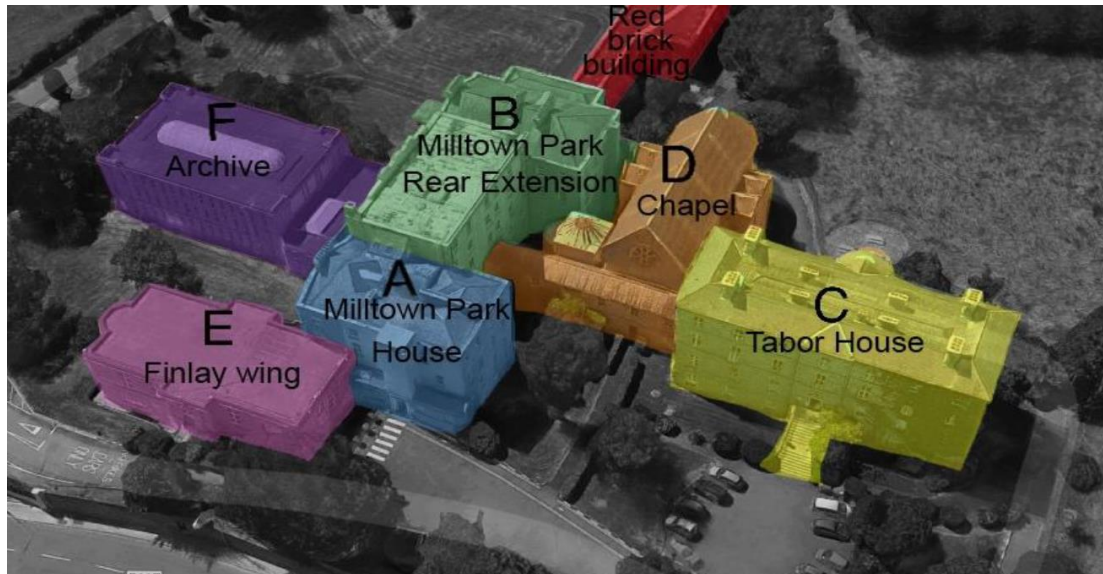 Red
brick
building
F
Archive
B
Milltown Park
Rear Extension
D
Chapel
A
Milltown Park
House
C
Tabor House
E
Finlay wing